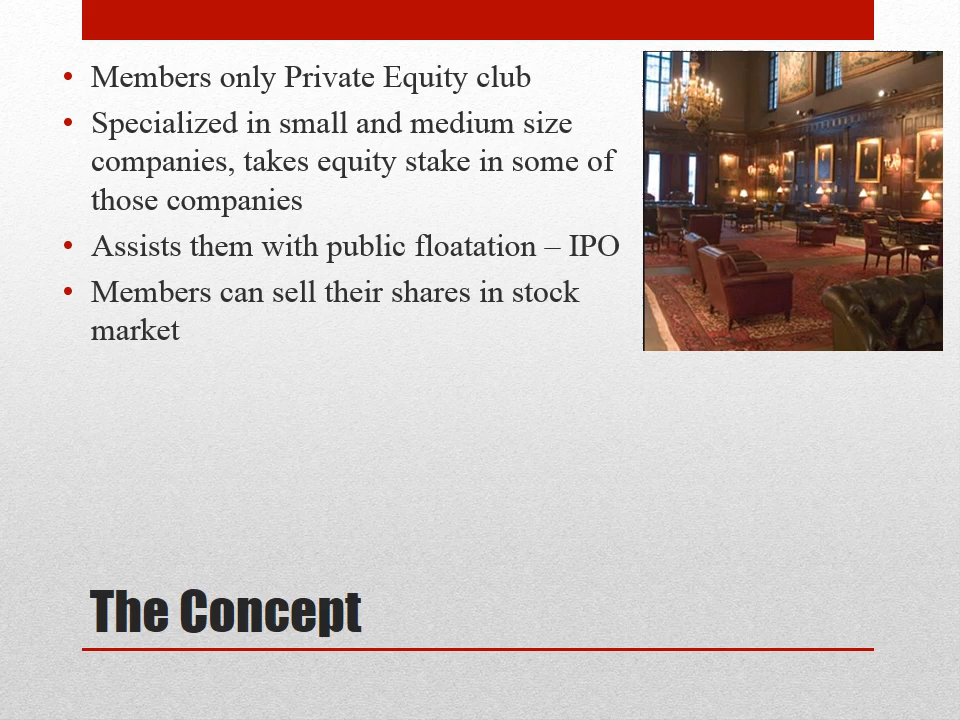 • Members only Private Equity club
• Specialized in small and medium size
companies, takes equity stake in some of
those companies
• Assists them with public floatation – IPO
• Members can sell their shares in stock
market
The Concept